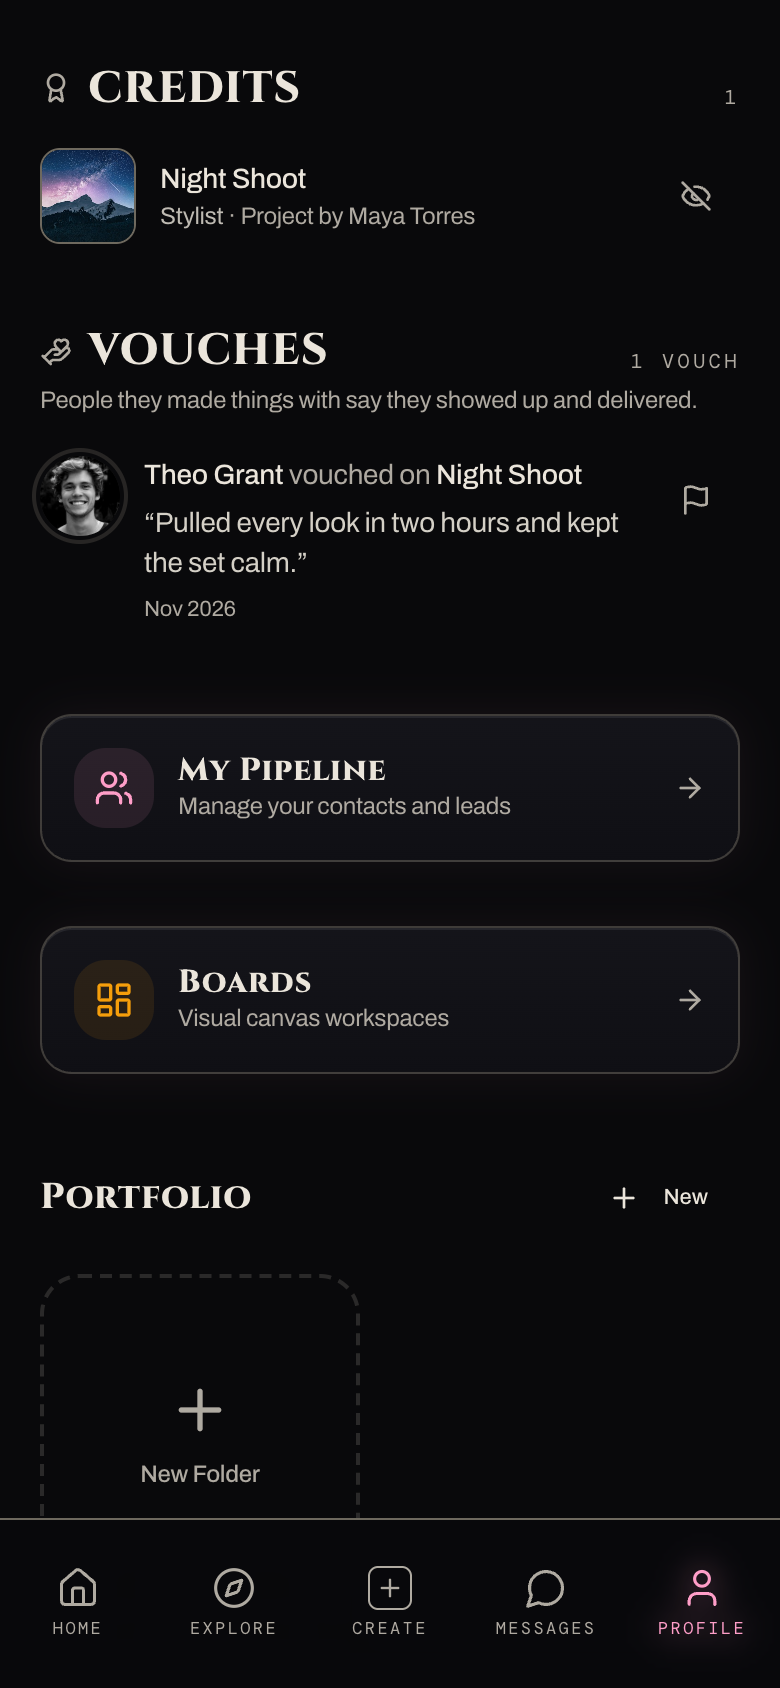 CREDITS
1
Night Shoot
Stylist · Project by Maya Torres
VOUCHES
1 VOUCH
People they made things with say they showed up and delivered.
Theo Grant vouched on Night Shoot
“Pulled every look in two hours and kept
the set calm.”
Nov 2026
My Pipeline
Manage your contacts and leads
Boards
Visual canvas workspaces
Portfolio
New
New Folder
HOME
EXPLORE
CREATE
MESSAGES
PROFILE